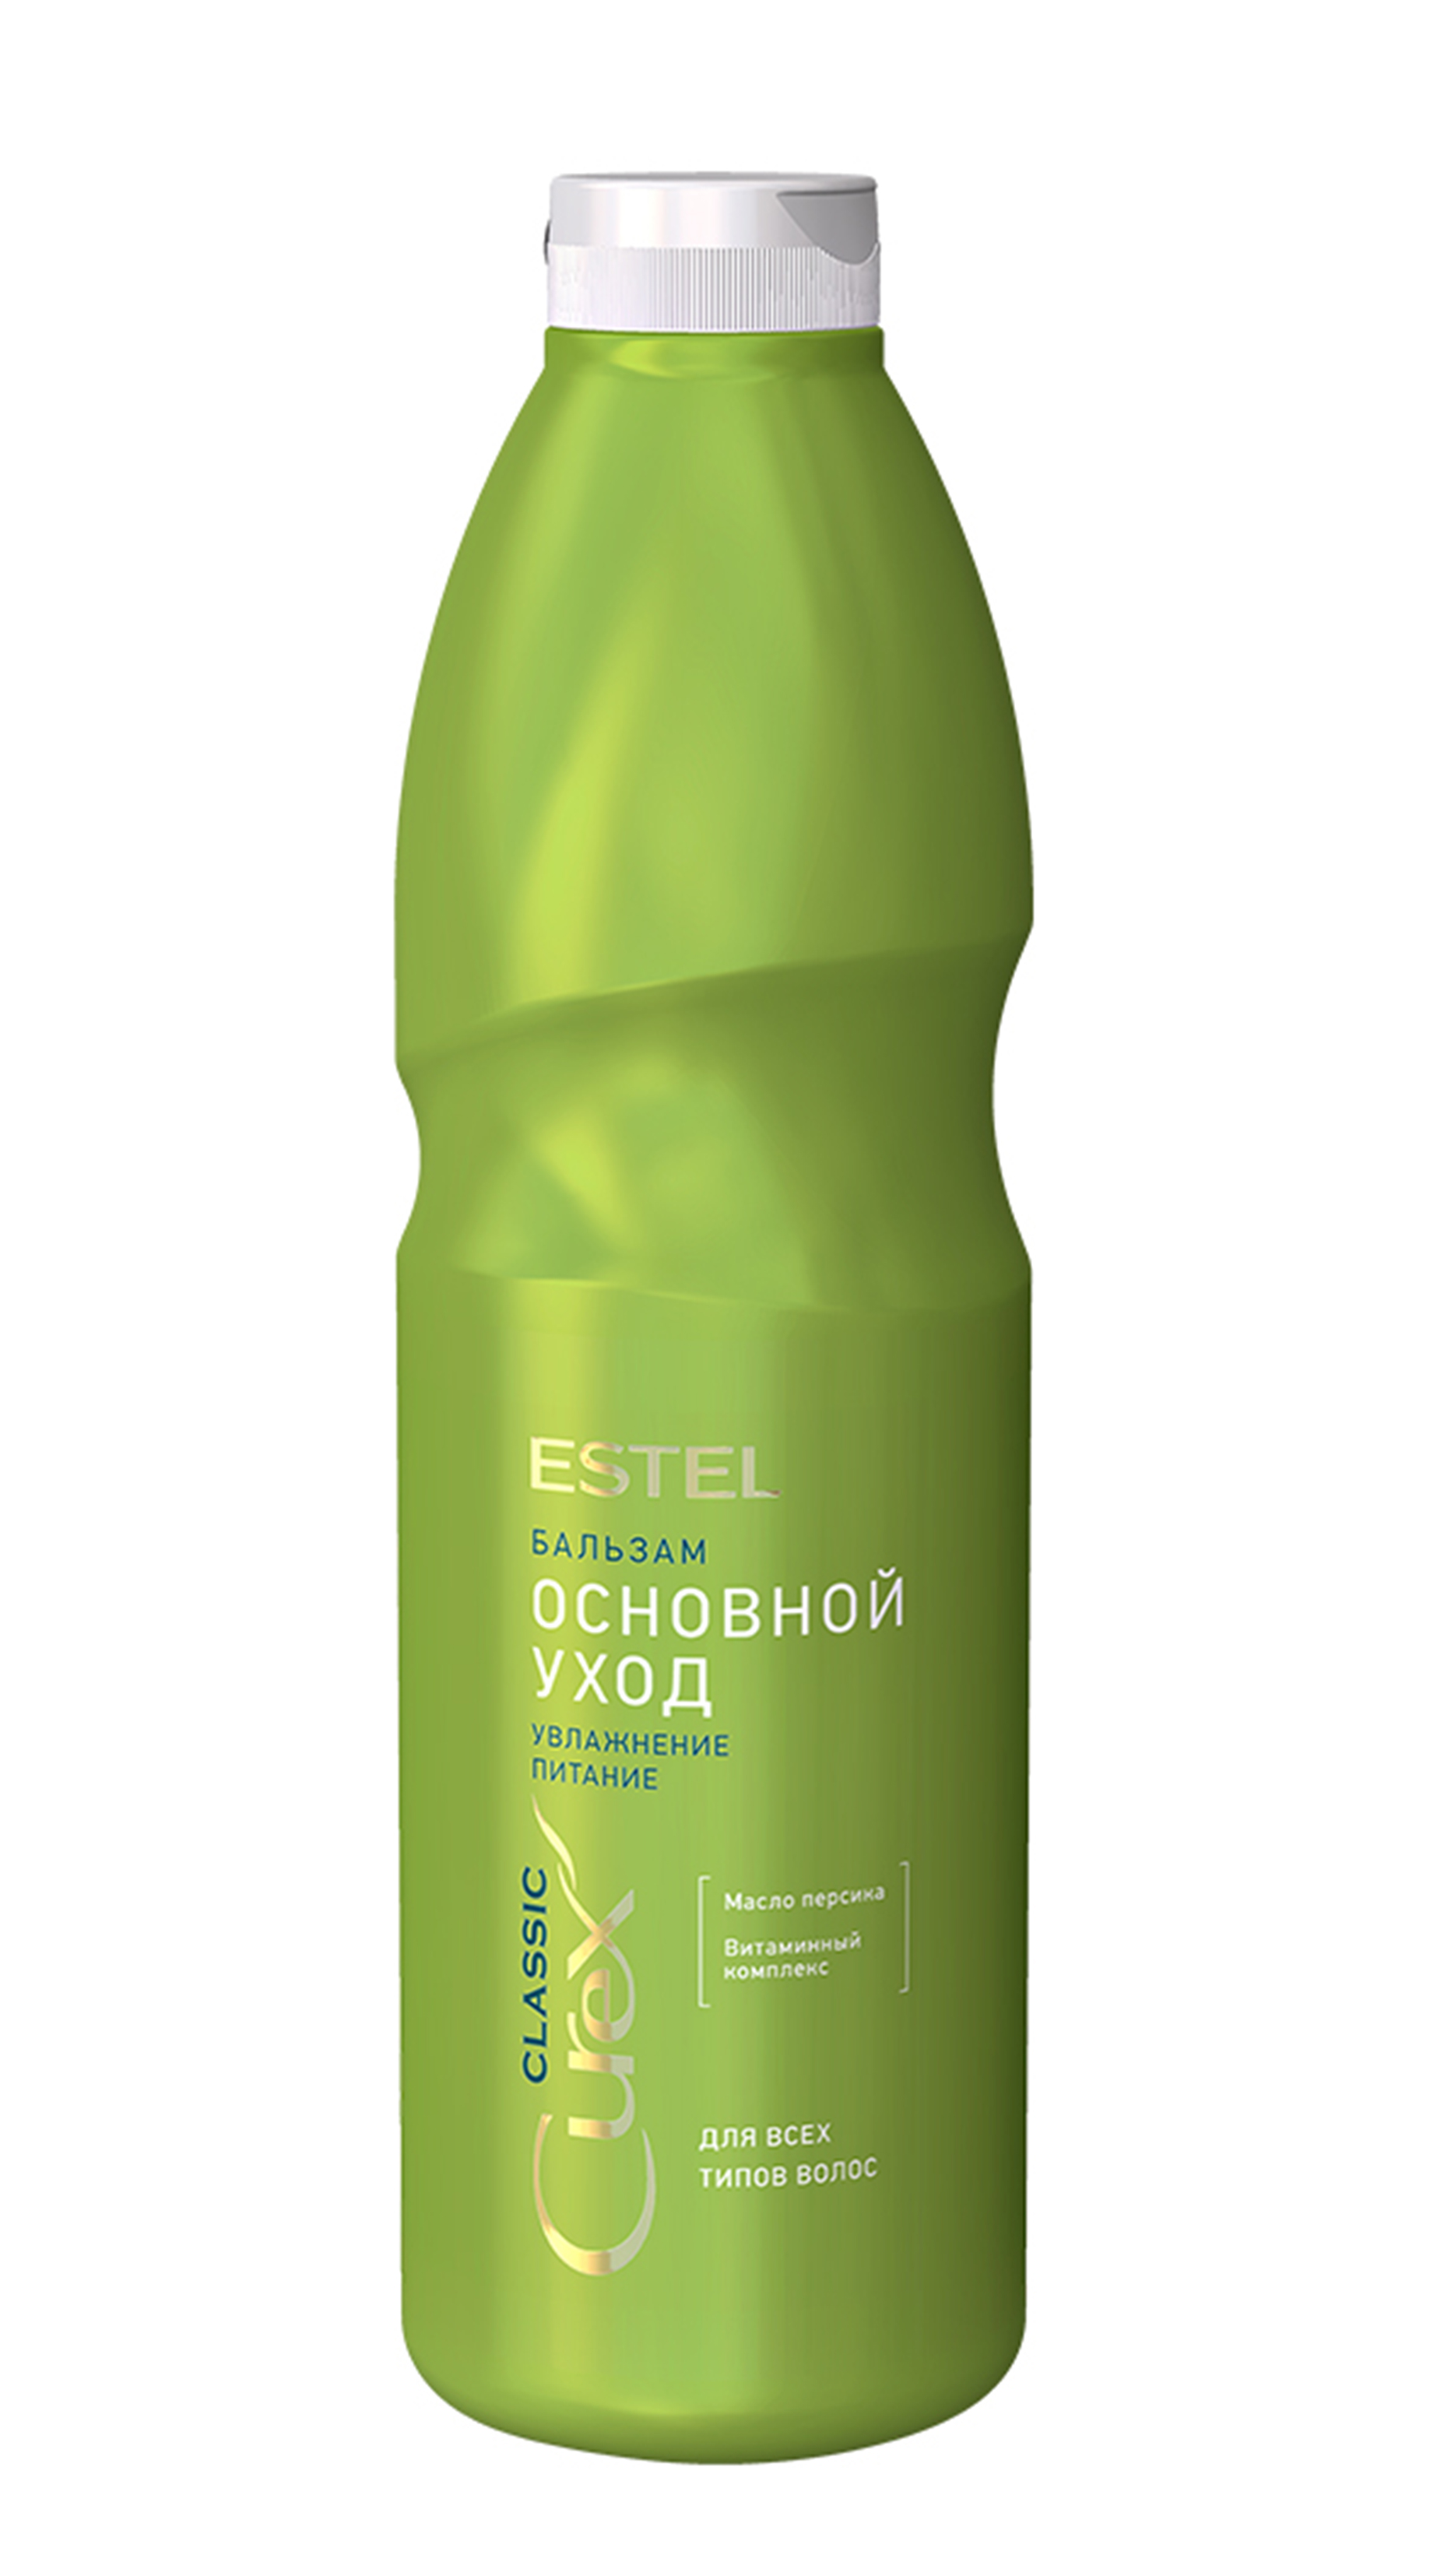 ESTEL
БАЛЬЗАМ
ОСНОВНОЙ
УХОД
УВЛАЖНЕНИЕ
ПИТАНИЕ
CLASSIC
Curex
Масло персика
Витаминный
комплекс
ДЛЯ ВСЕХ
ТИПОВ ВОЛОС